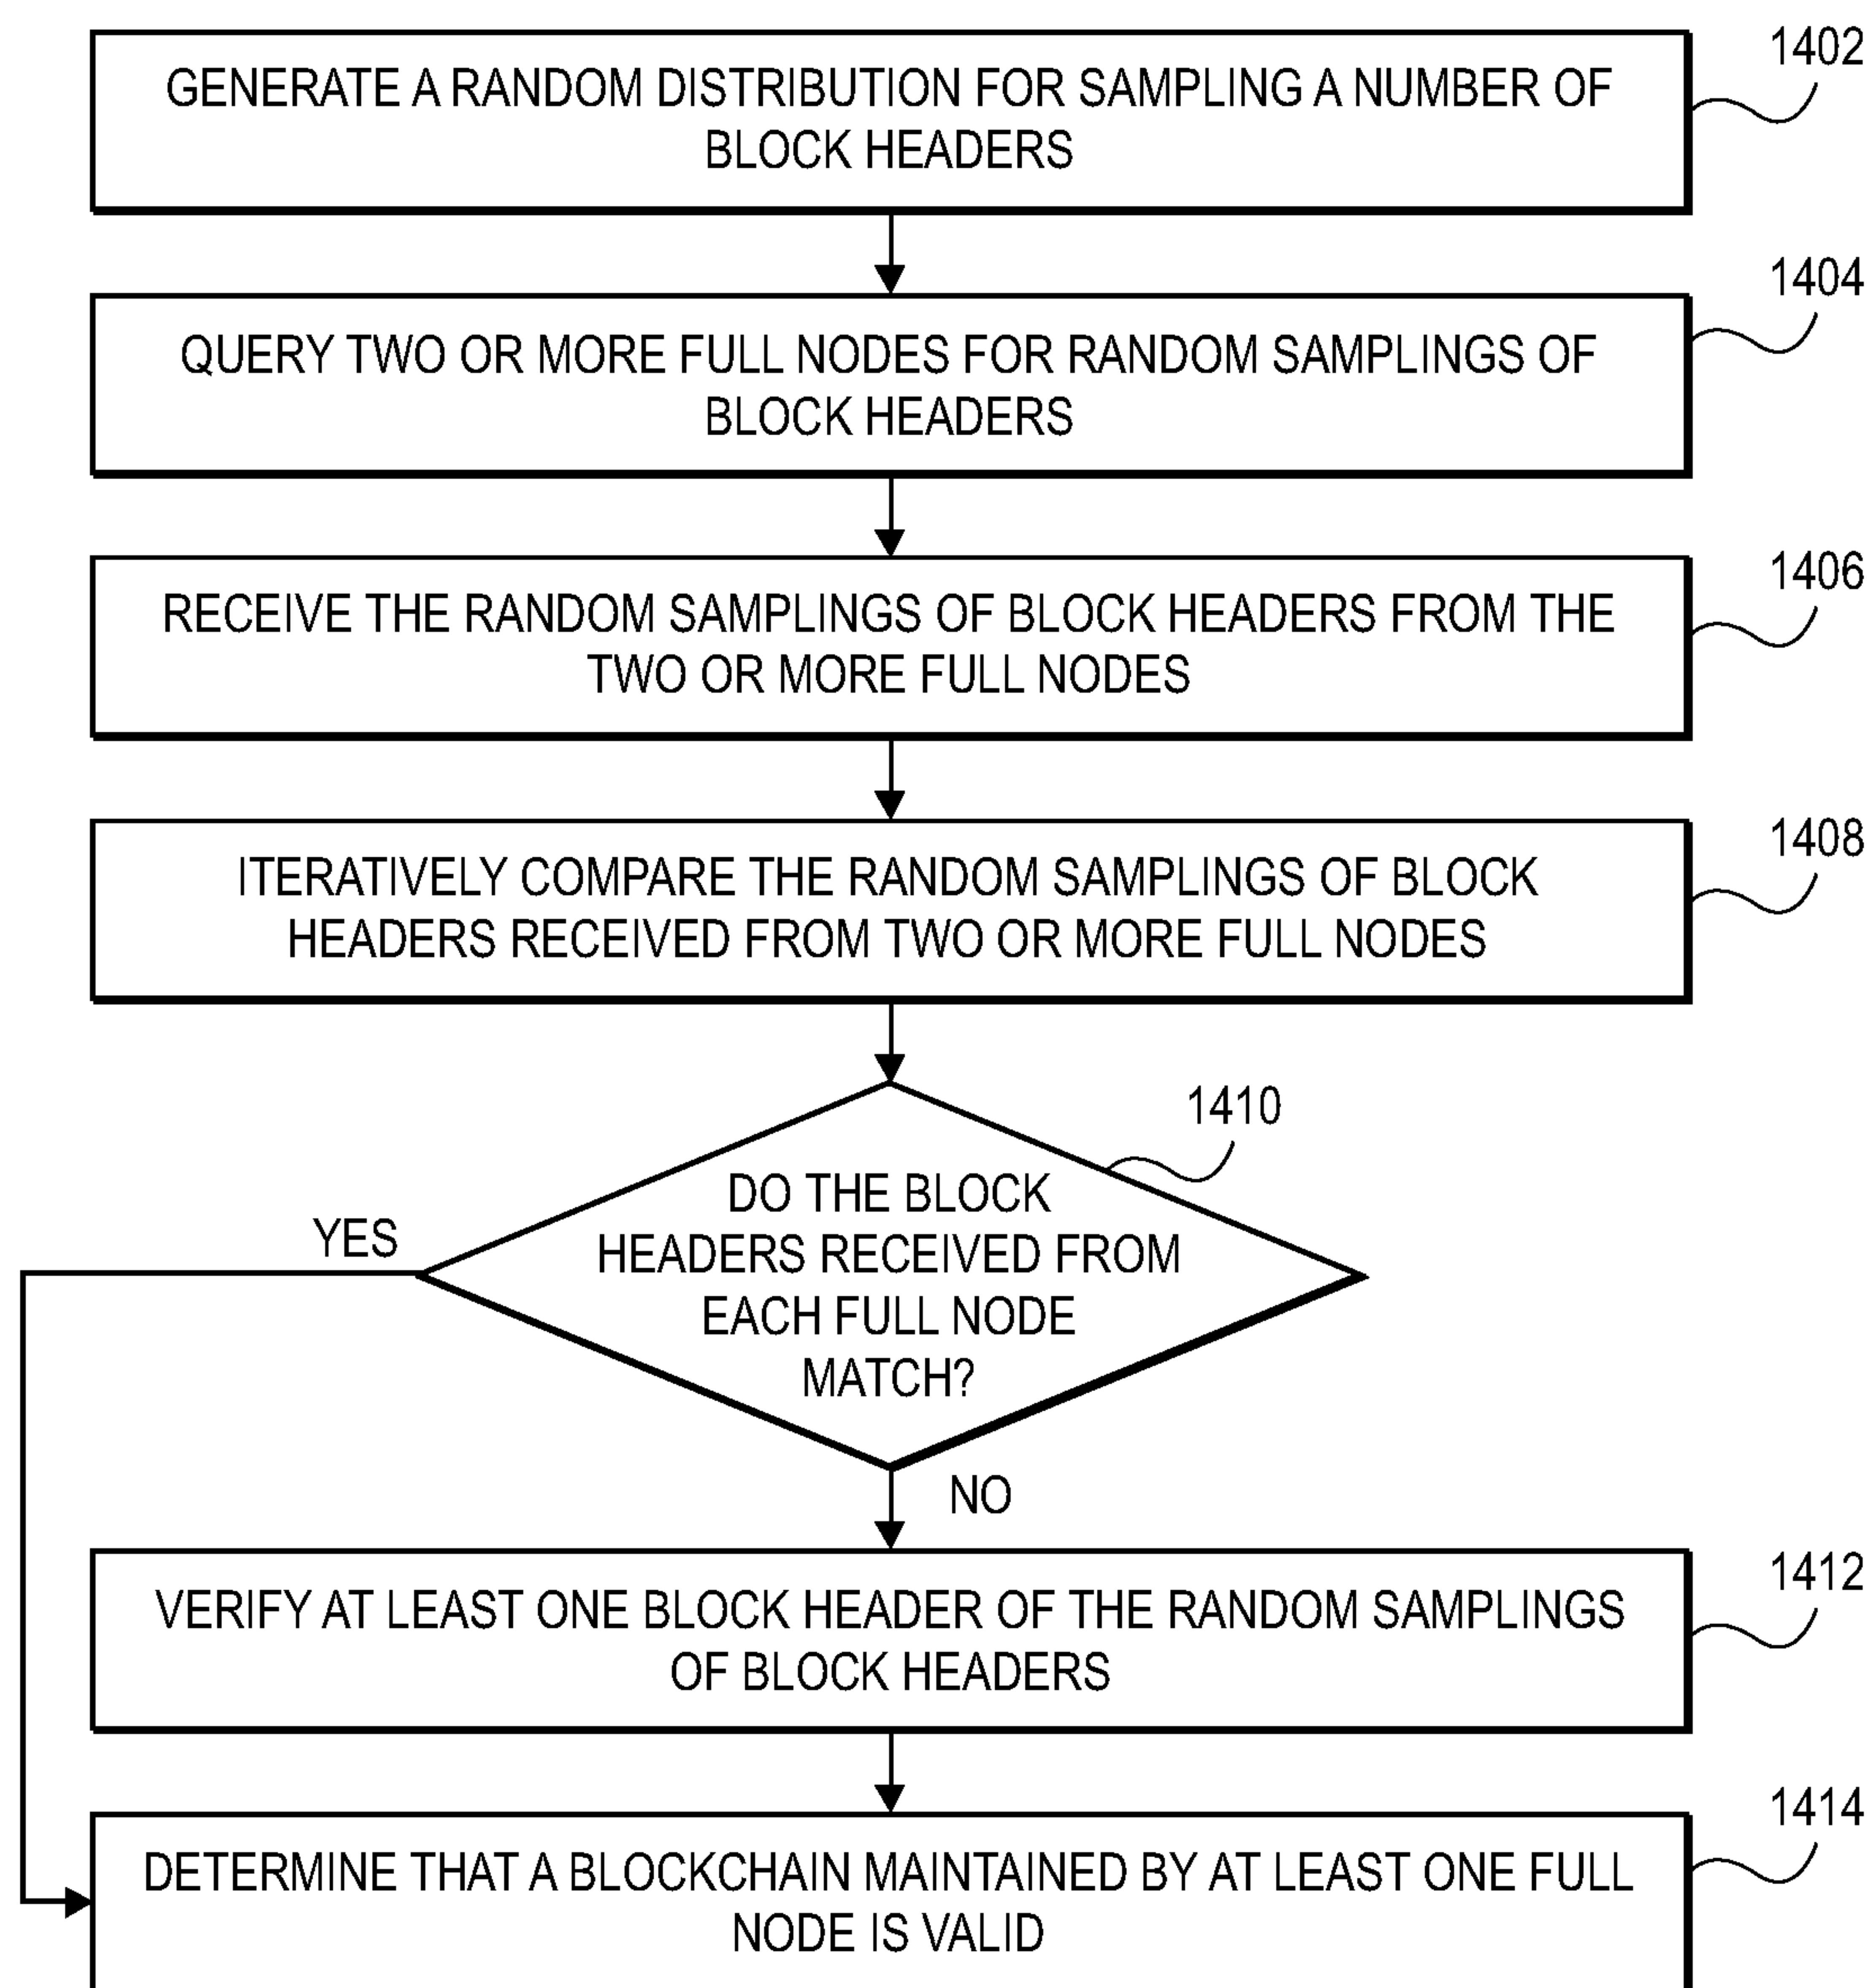 1402
GENERATE A RANDOM DISTRIBUTION FOR SAMPLING A NUMBER OF
BLOCK HEADERS
1404
QUERY TWO OR MORE FULL NODES FOR RANDOM SAMPLINGS OF
BLOCK HEADERS
1406
RECEIVE THE RANDOM SAMPLINGS OF BLOCK HEADERS FROM THE
TWO OR MORE FULL NODES
1408
ITERATIVELY COMPARE THE RANDOM SAMPLINGS OF BLOCK
HEADERS RECEIVED FROM TWO OR MORE FULL NODES
1410
DO THE BLOCK
HEADERS RECEIVED FROM
EACH FULL NODE
MATCH?
YES
NO
1412
VERIFY AT LEAST ONE BLOCK HEADER OF THE RANDOM SAMPLINGS
OF BLOCK HEADERS
1414
DETERMINE THAT A BLOCKCHAIN MAINTAINED BY AT LEAST ONE FULL
NODE IS VALID